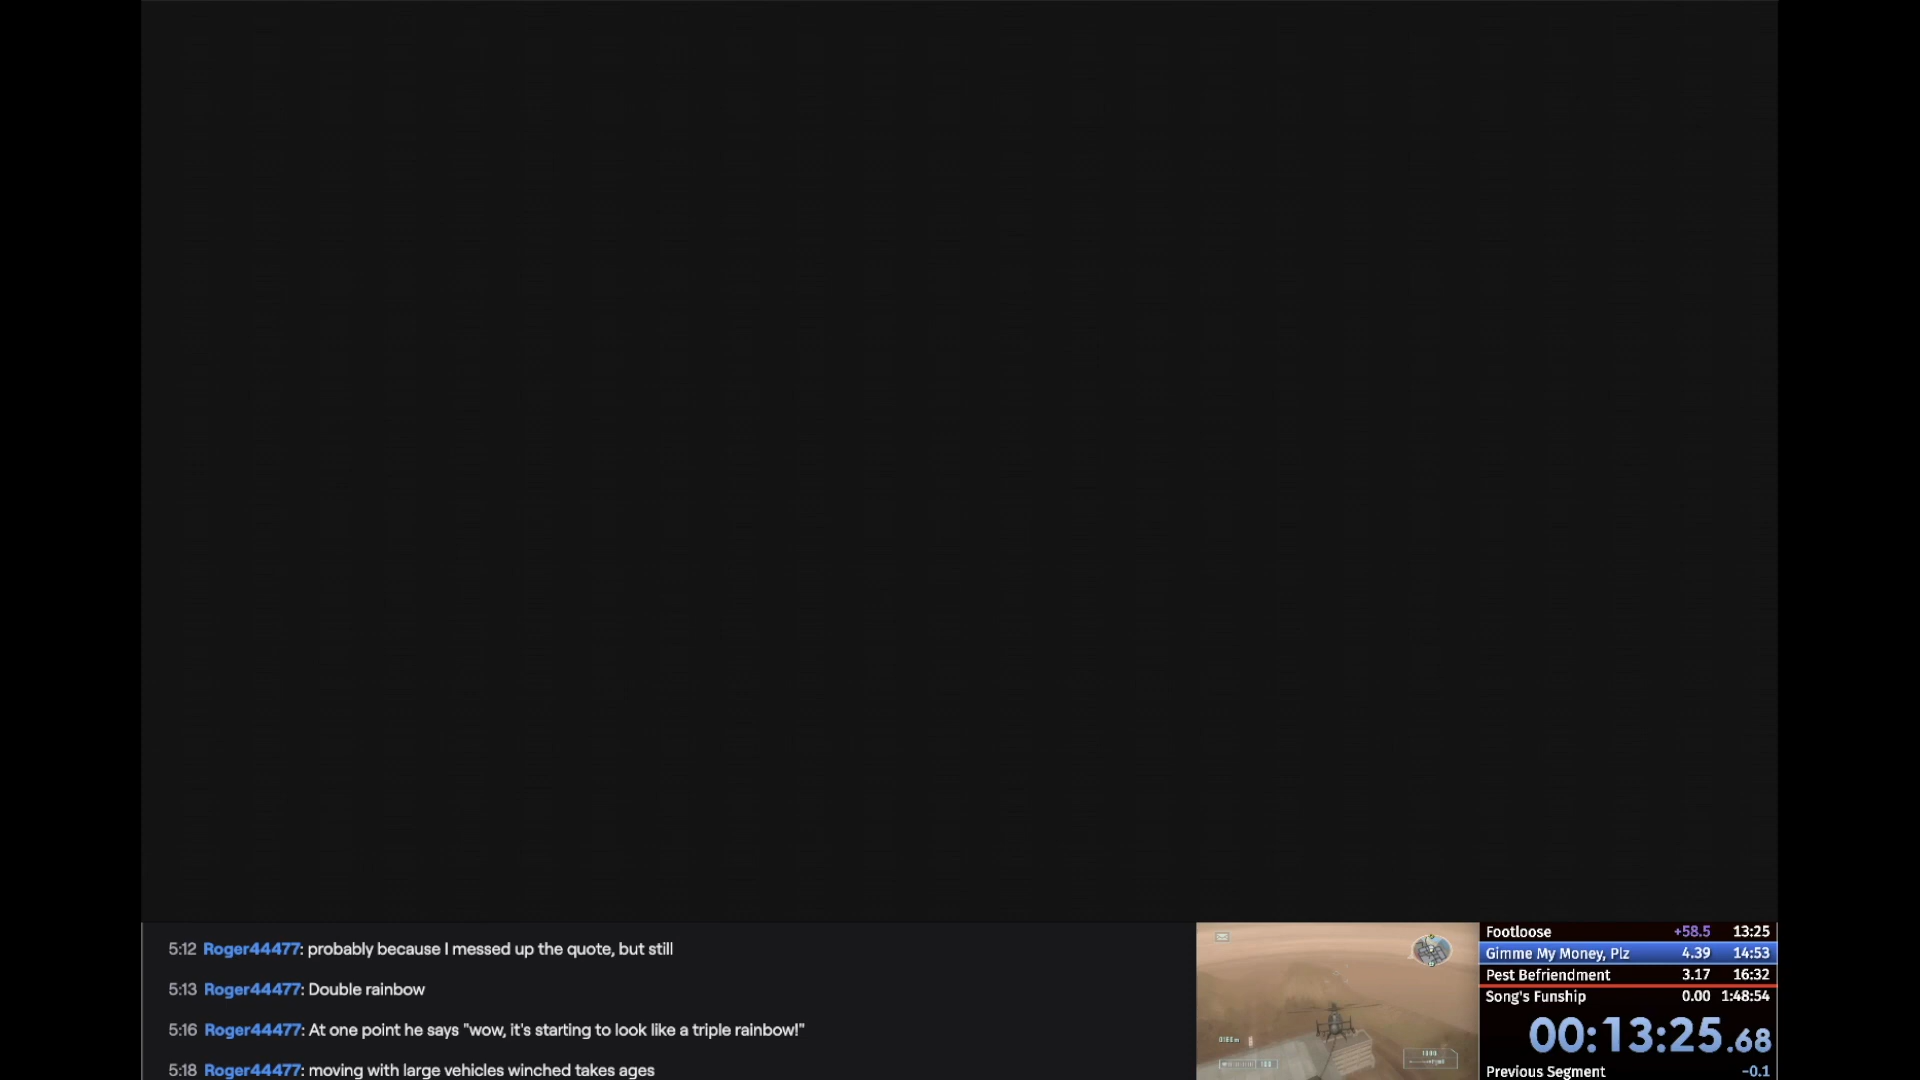 5:12 Roger44477: probably because I messed up the quote, but still
5:13 Roger44477: Double rainbow
5:16 Roger44477: At one point he says "wow, it's starting to look like a triple rainbow!"
5:18 Roger44477: moving with large vehicles winched takes ages
Footloose +58.5 13:25
Gimme My Money, Plz 4.39 14:53
Pest Befriendment 3.17 16:32
Song's Funship 0.00 1:48:54
00:13:25.68
Previous Segment -0.1